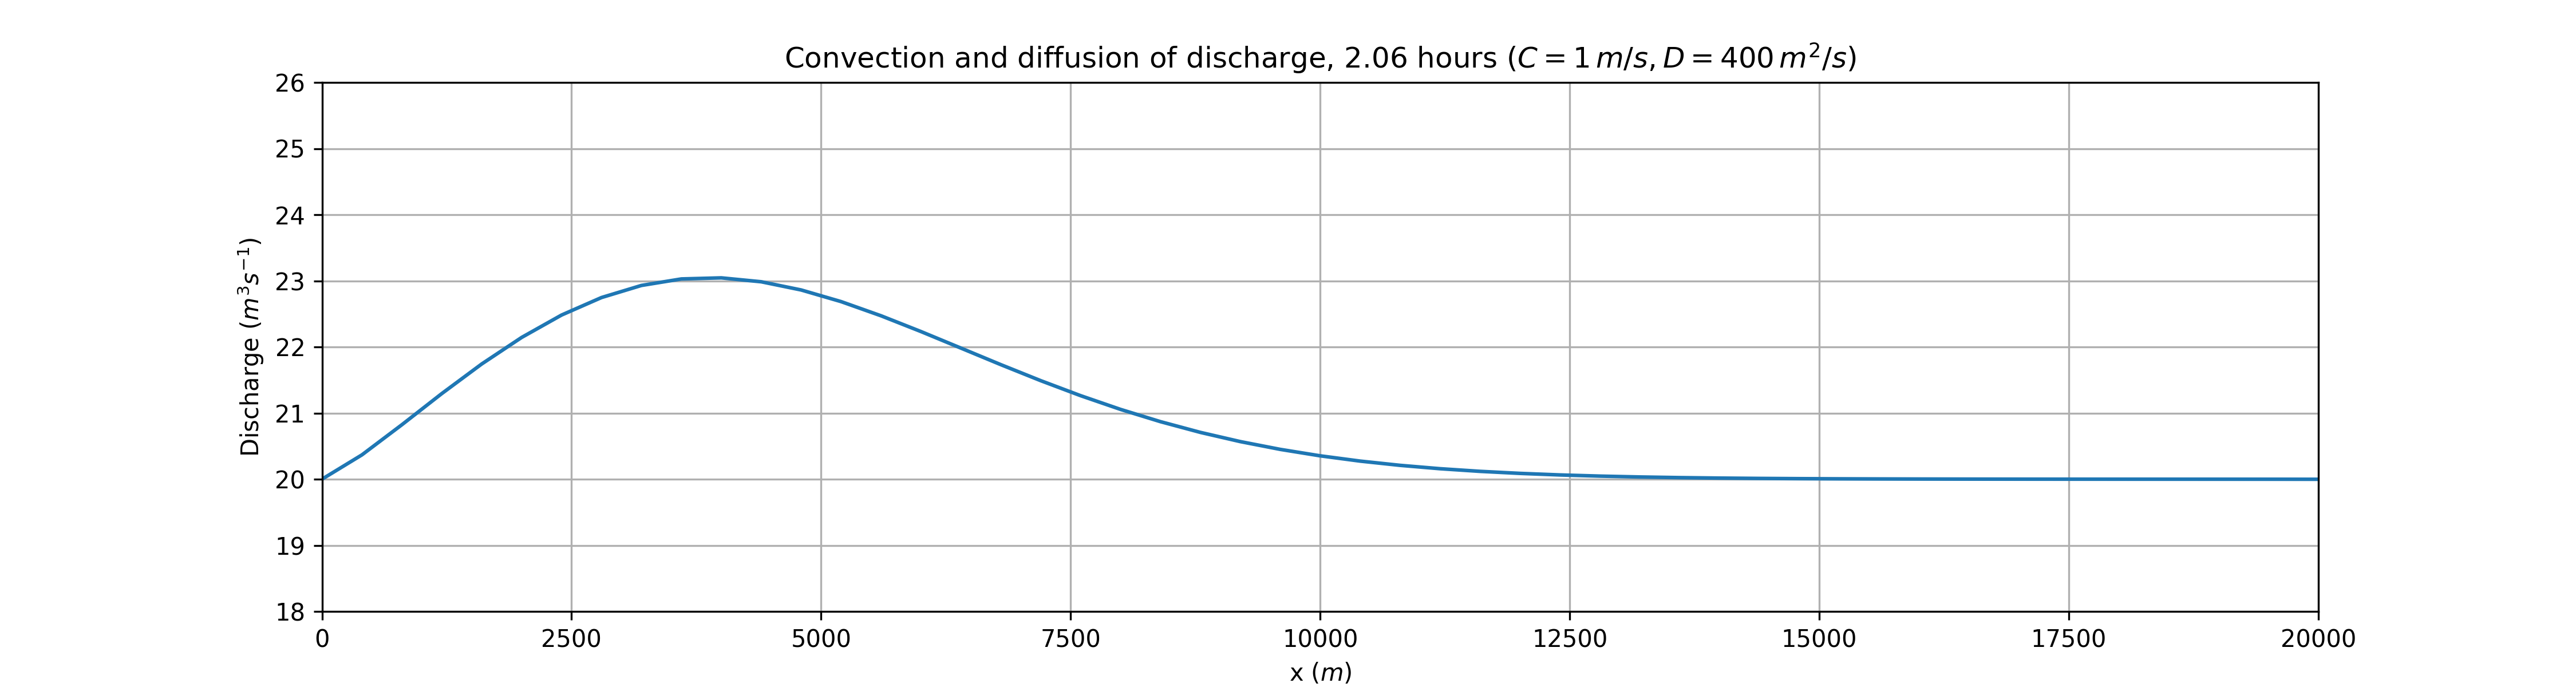 Convection and diffusion of discharge, 2.06 hours (C = 1 m/s, D = 400 m²/s)
26
25
24
23
22
21
20
19
18
Discharge (m³s⁻¹)
0 2500 5000 7500 10000 12500 15000 17500 20000
x (m)